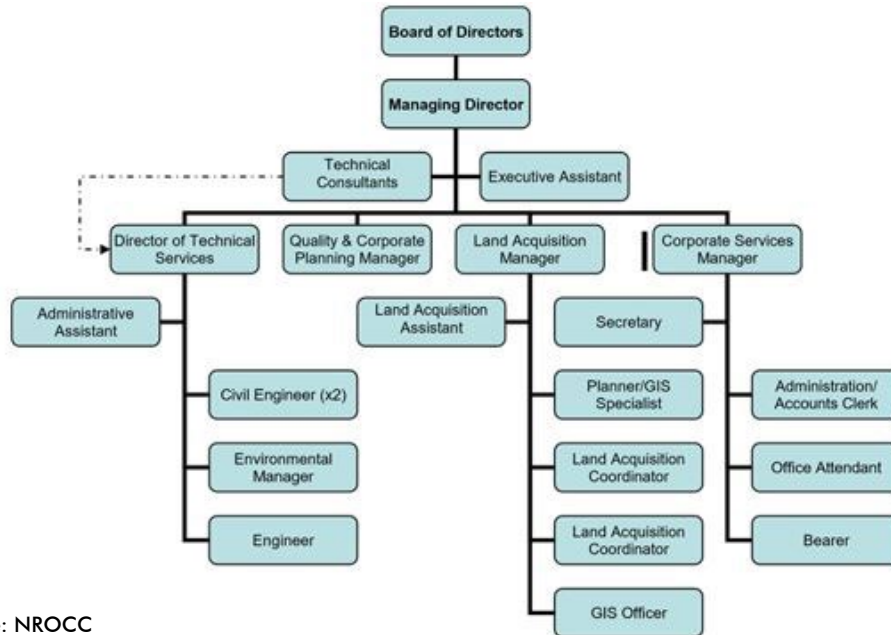 Board of Directors
Managing Director
Technical
Consultants
Executive Assistant
Director of Technical
Services
Quality & Corporate
Planning Manager
Land Acquisition
Manager
Corporate Services
Manager
Administrative
Assistant
Land Acquisition
Assistant
Secretary
Civil Engineer (x2)
Planner/GIS
Specialist
Administration/
Accounts Clerk
Environmental
Manager
Land Acquisition
Coordinator
Office Attendant
Engineer
Land Acquisition
Coordinator
Bearer
GIS Officer
: NROCC